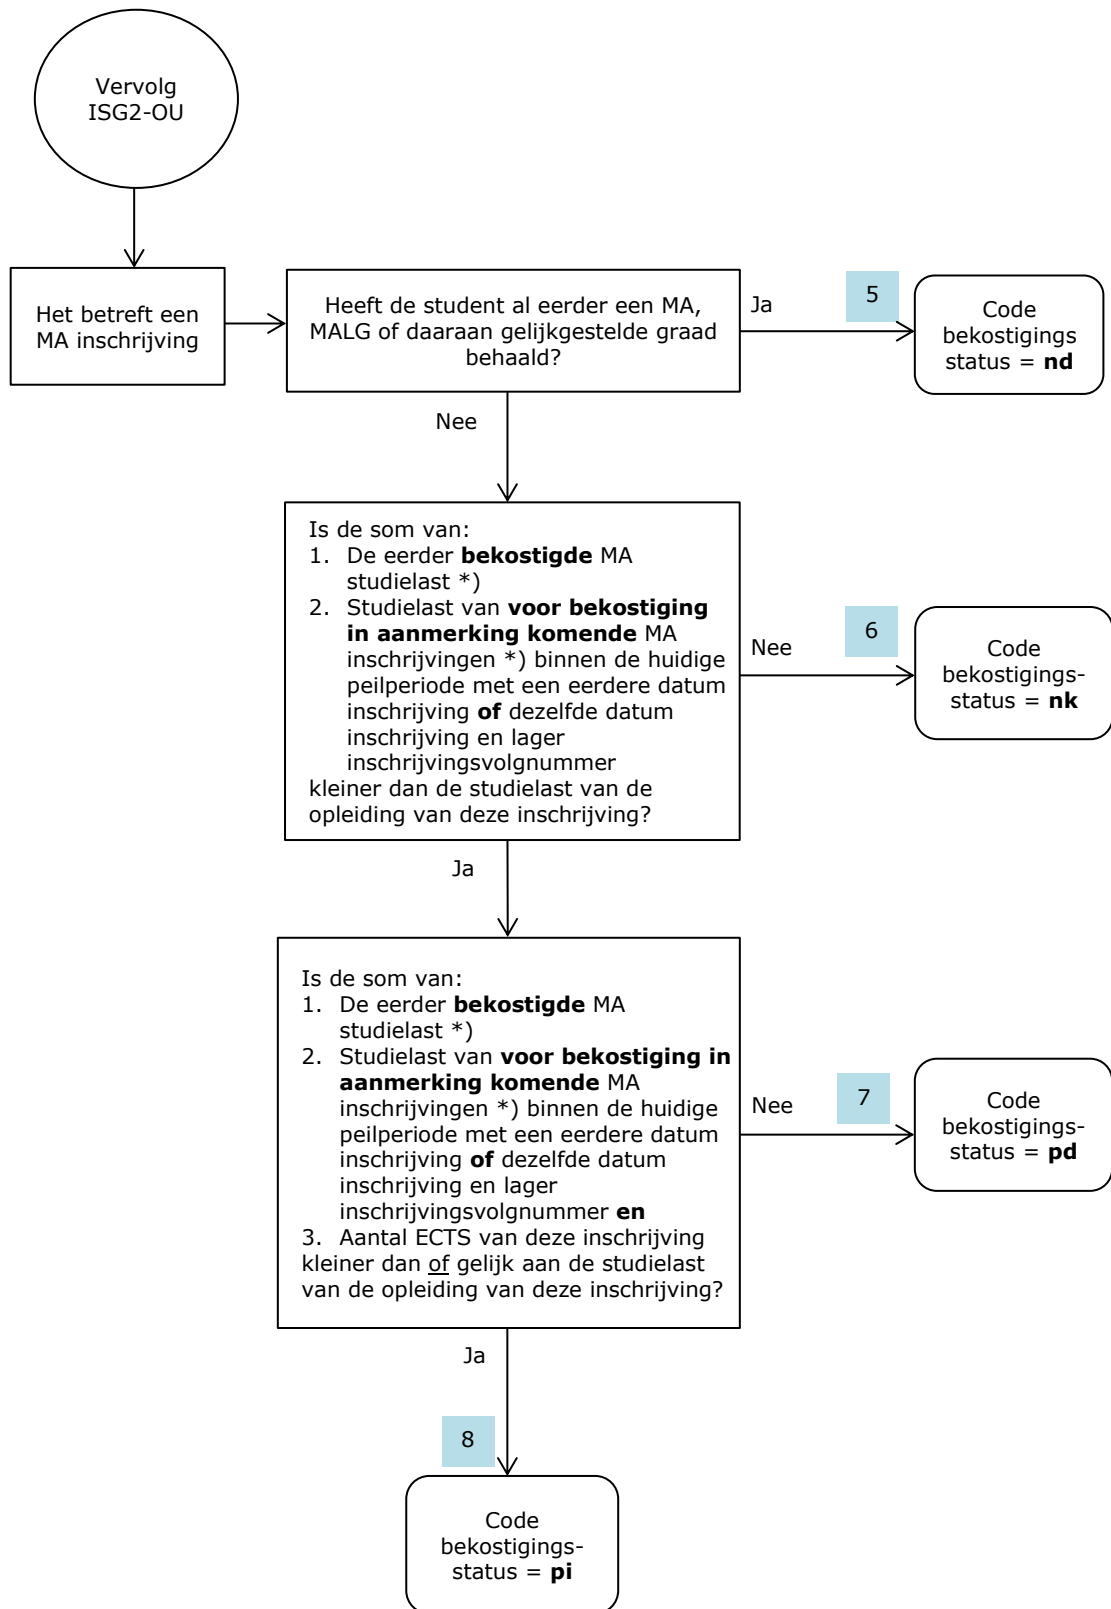 Vervolg
ISG2-OU
Het betreft een
MA inschrijving
Heeft de student al eerder een MA,
MALG of daaraan gelijkgestelde graad
behaald?
Ja
5
Code
bekostigings
status = nd
Nee
Is de som van:
1. De eerder bekostigde MA
studielast *)
2. Studielast van voor bekostiging
in aanmerking komende MA
inschrijvingen *) binnen de huidige
peilperiode met een eerdere datum
inschrijving of dezelfde datum
inschrijving en lager
inschrijvingsvolgnummer
kleiner dan de studielast van de
opleiding van deze inschrijving?
Nee
6
Code
bekostigings-
status = nk
Ja
Is de som van:
1. De eerder bekostigde MA
studielast *)
2. Studielast van voor bekostiging in
aanmerking komende MA
inschrijvingen *) binnen de huidige
peilperiode met een eerdere datum
inschrijving of dezelfde datum
inschrijving en lager
inschrijvingsvolgnummer en
3. Aantal ECTS van deze inschrijving
kleiner dan of gelijk aan de studielast
van de opleiding van deze inschrijving?
Nee
7
Code
bekostigings-
status = pd
Ja
8
Code
bekostigings-
status = pi